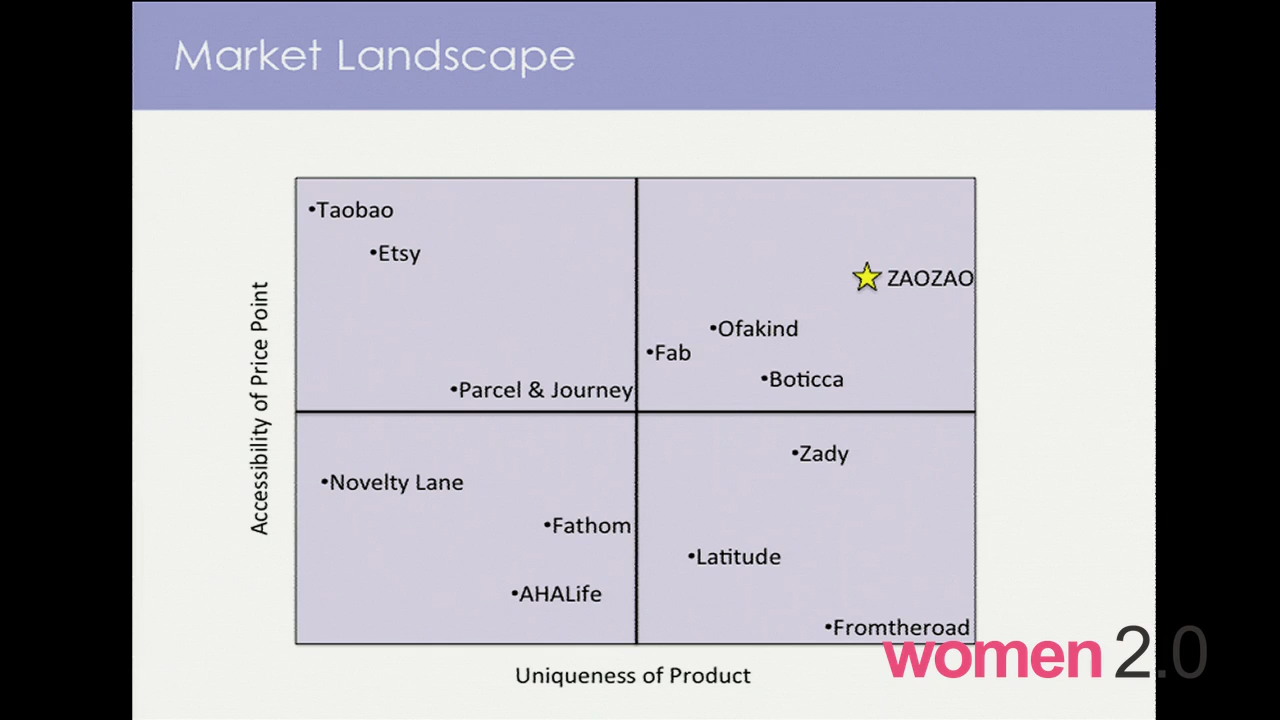 Market Landscape
•Taobao
•Etsy
ZAOZAO
•Ofakind
•Fab
•Boticca
•Parcel & Journey
Accessibility of Price Point
•Zady
•Novelty Lane
•Fathom
•Latitude
•AHALife
•Fromtheroad
Uniqueness of Product
women 2.0